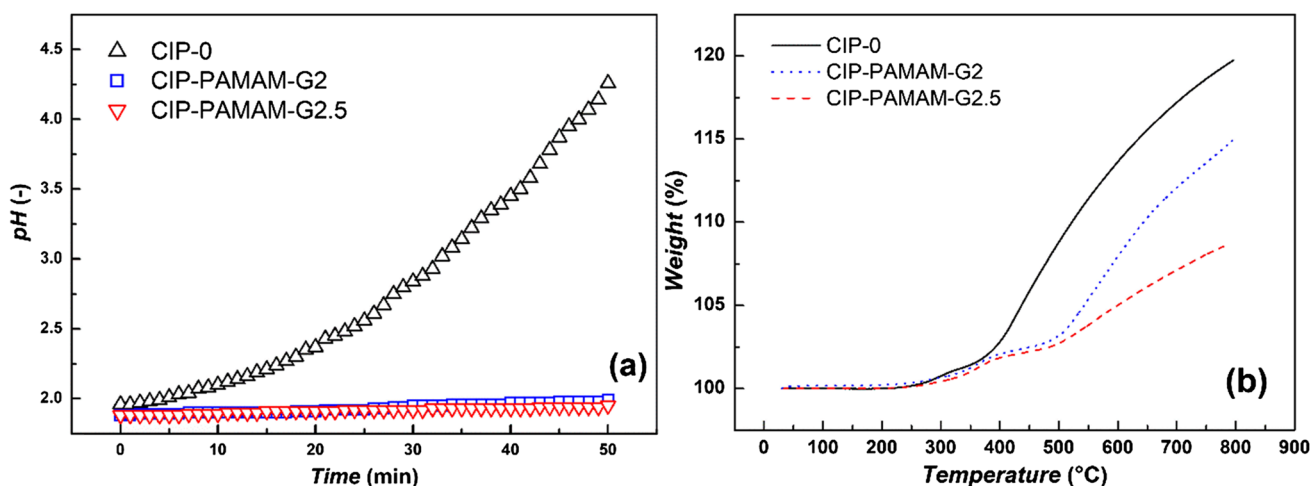 4.5
4.0
3.5
3.0
2.5
2.0
pH (-)
CIP-0
CIP-PAMAM-G2
CIP-PAMAM-G2.5
(a)
0
10
20
30
40
50
Time (min)
120
115
110
105
100
Weight (%)
CIP-0
CIP-PAMAM-G2
CIP-PAMAM-G2.5
(b)
0
100
200
300
400
500
600
700
800
900
Temperature (°C)